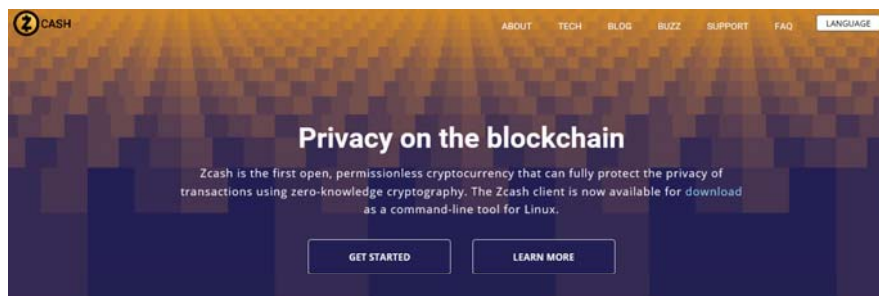 CASH
ABOUT TECH BLOG BUZZ SUPPORT FAQ LANGUAGE
Privacy on the blockchain
Zcash is the first open, permissionless cryptocurrency that can fully protect the privacy of
transactions using zero-knowledge cryptography. The Zcash client is now available for download
as a command-line tool for Linux.
GET STARTED LEARN MORE